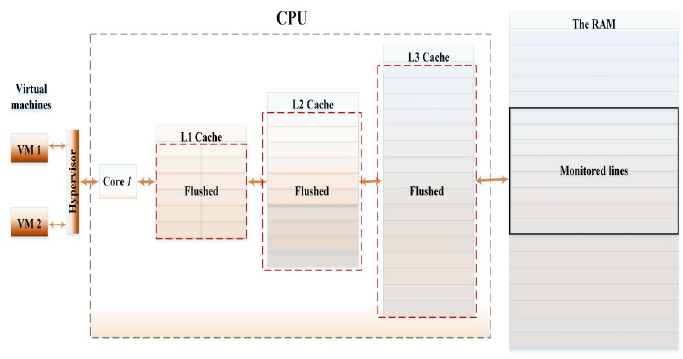 CPU
The RAM
L3 Cache
Virtual
machines
L2 Cache
L1 Cache
VM 1
Hypervisor
Core I
Flushed
Flushed
Flushed
Monitored lines
VM 2